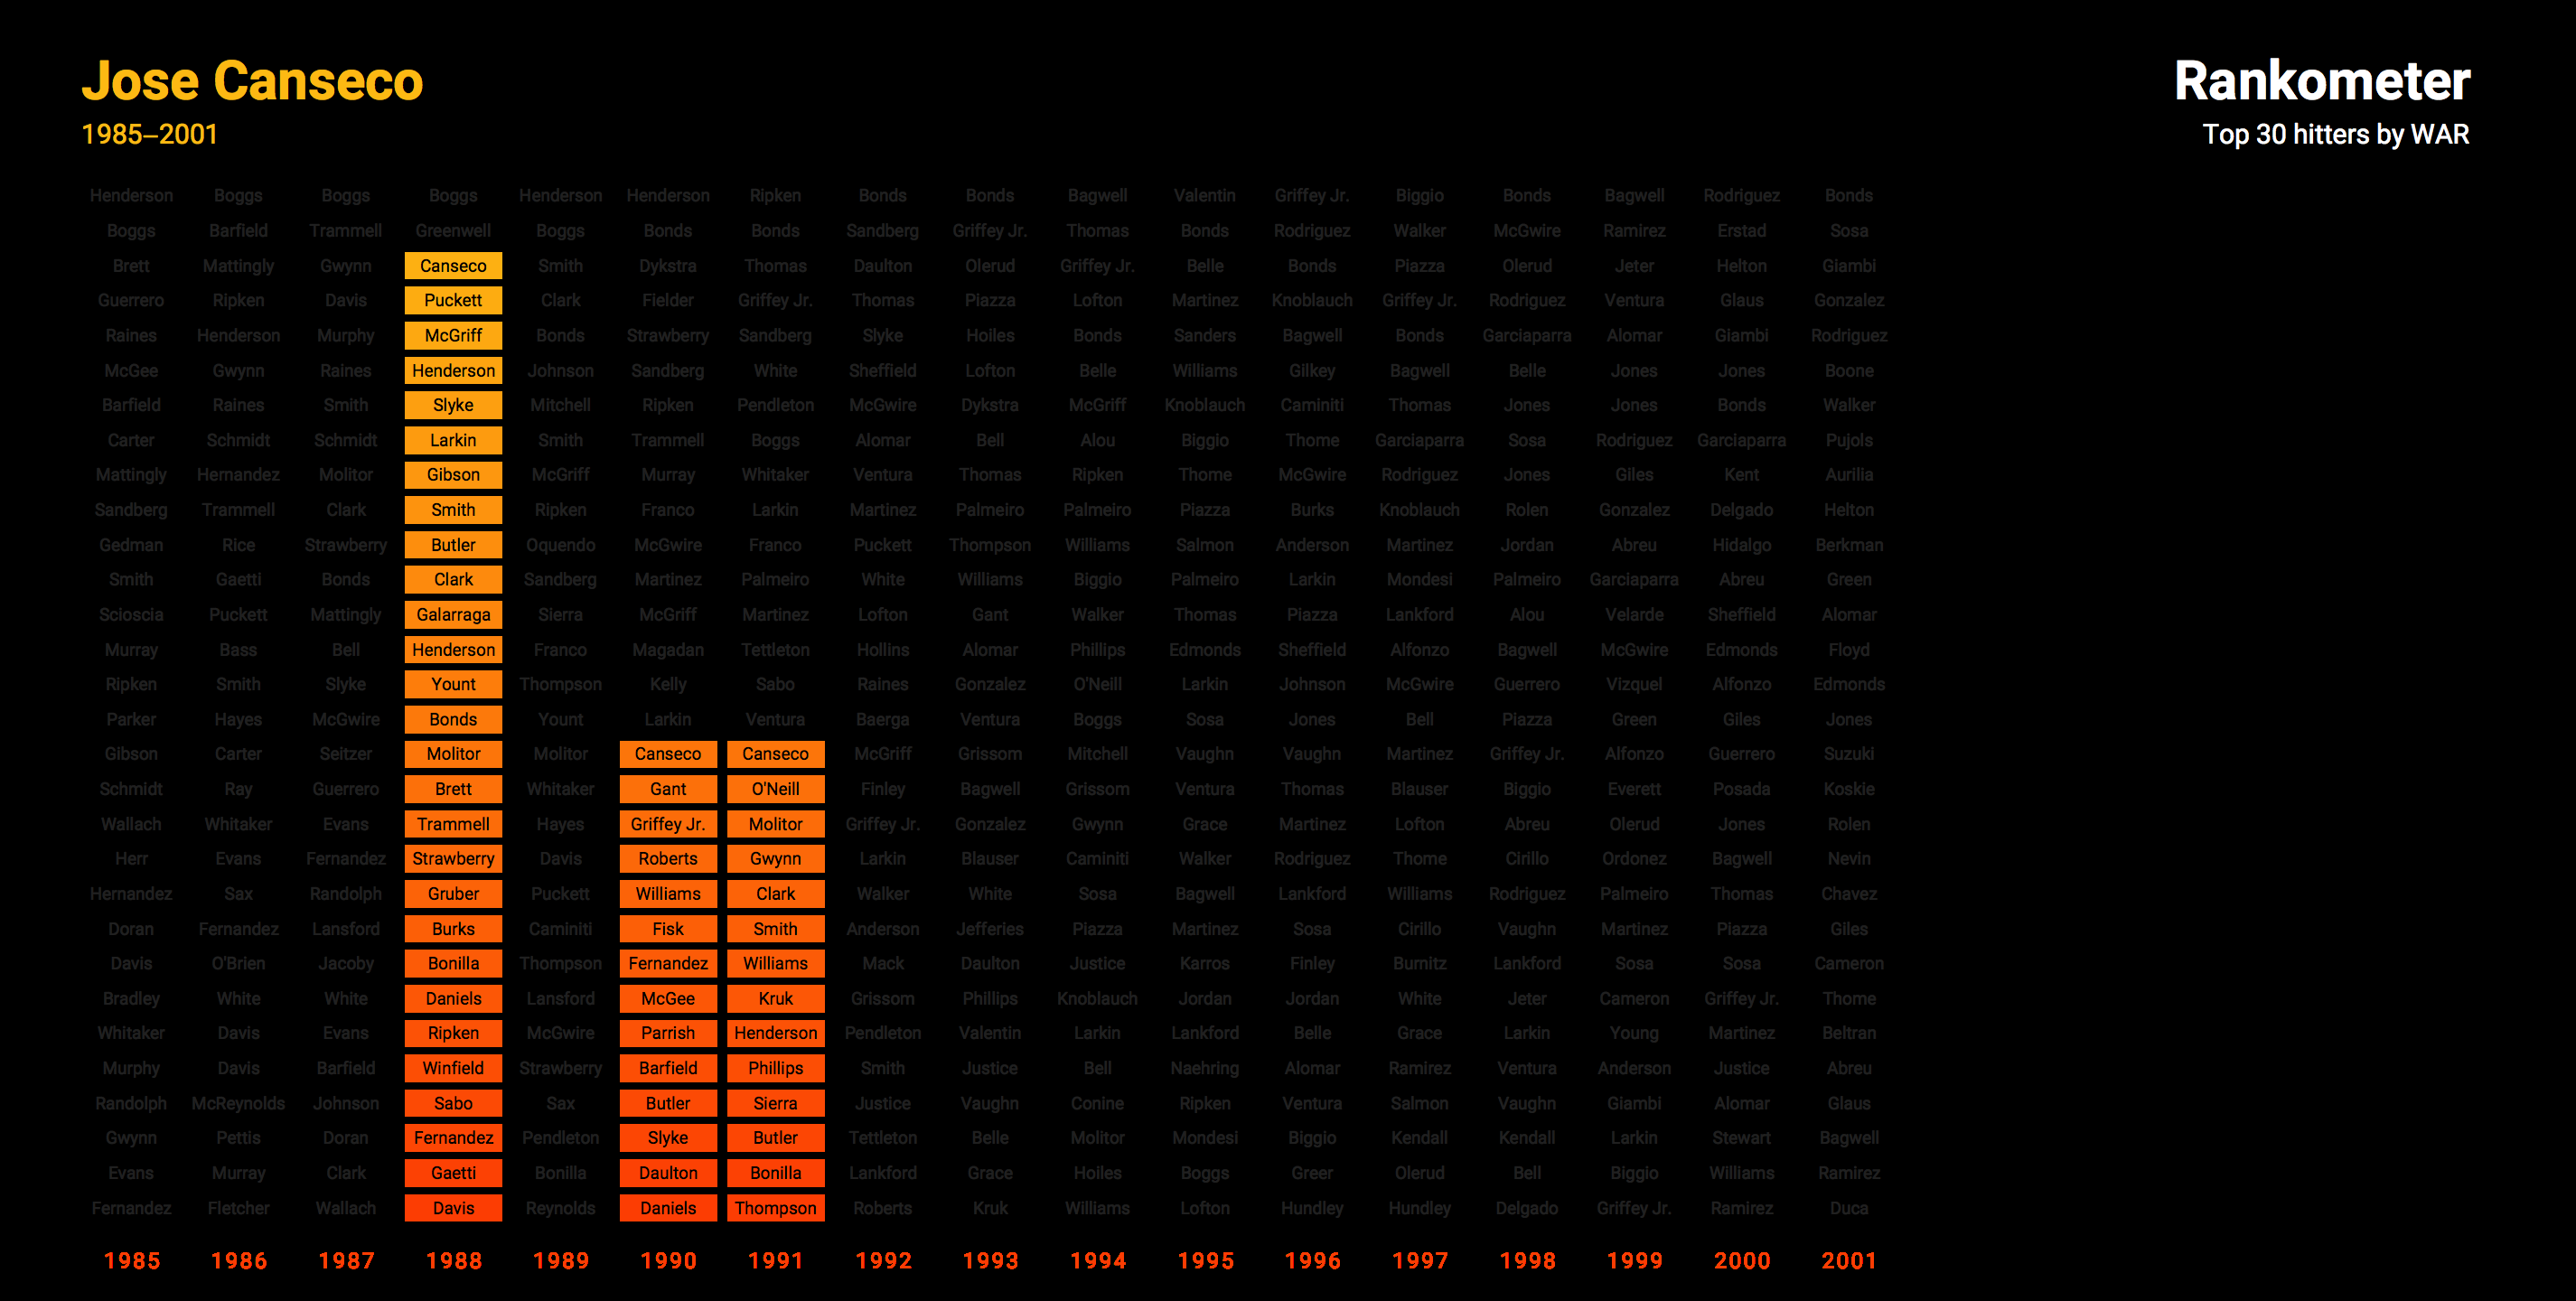 Jose Canseco
1985–2001
Rankometer
Top 30 hitters by WAR
Henderson Boggs Boggs Boggs Henderson Henderson Ripken Bonds Bonds Bagwell Valentin Griffey Jr. Biggio Bonds Bagwell Rodriguez Bonds
Boggs Barfield Trammell Greenwell Boggs Bonds Bonds Sandberg Griffey Jr. Thomas Bonds Rodriguez Walker McGwire Ramirez Erstad Sosa
Brett Mattingly Gwynn Canseco Smith Dykstra Thomas Daulton Olerud Griffey Jr. Belle Bonds Piazza Olerud Jeter Helton Giambi
Guerrero Ripken Davis Puckett Clark Fielder Griffey Jr. Thomas Piazza Lofton Martinez Knoblauch Griffey Jr. Rodriguez Ventura Glaus Gonzalez
Raines Henderson Murphy McGriff Bonds Strawberry Sandberg Slyke Hoiles Bonds Sanders Bagwell Bonds Garciaparra Alomar Giambi Rodriguez
McGee Gwynn Raines Henderson Johnson Sandberg White Sheffield Lofton Belle Williams Gilkey Bagwell Belle Jones Jones Boone
Barfield Raines Smith Slyke Mitchell Ripken Pendleton McGwire Dykstra McGriff Knoblauch Caminiti Thomas Jones Jones Bonds Walker
Carter Schmidt Schmidt Larkin Smith Trammell Boggs Alomar Bell Alou Biggio Thome Garciaparra Sosa Rodriguez Garciaparra Pujols
Mattingly Hernandez Molitor Gibson McGriff Murray Whitaker Ventura Thomas Ripken Thome McGwire Rodriguez Jones Giles Kent Aurilia
Sandberg Trammell Clark Smith Ripken Franco Larkin Martinez Palmeiro Palmeiro Piazza Burks Knoblauch Rolen Gonzalez Delgado Helton
Gedman Rice Strawberry Butler Oquendo McGwire Franco Puckett Thompson Williams Salmon Anderson Martinez Jordan Abreu Hidalgo Berkman
Smith Gaetti Bonds Clark Sandberg Martinez Palmeiro White Williams Biggio Palmeiro Larkin Mondesi Palmeiro Garciaparra Abreu Green
Scioscia Puckett Mattingly Galarraga Sierra McGriff Martinez Lofton Gant Walker Thomas Piazza Lankford Alou Velarde Sheffield Alomar
Murray Bass Bell Henderson Franco Magadan Tettleton Hollins Alomar Phillips Edmonds Sheffield Alfonzo Bagwell McGwire Edmonds Floyd
Ripken Smith Slyke Yount Thompson Kelly Sabo Raines Gonzalez O'Neill Larkin Johnson McGwire Guerrero Vizquel Alfonzo Edmonds
Parker Hayes McGwire Bonds Yount Larkin Ventura Baerga Ventura Boggs Sosa Jones Bell Piazza Green Giles Jones
Gibson Carter Seitzer Molitor Molitor Canseco Canseco McGriff Grissom Mitchell Vaughn Vaughn Martinez Griffey Jr. Alfonzo Guerrero Suzuki
Schmidt Ray Guerrero Brett Whitaker Gant O'Neill Finley Bagwell Grissom Ventura Thomas Blauser Biggio Everett Posada Koskie
Wallach Whitaker Evans Trammell Hayes Griffey Jr. Molitor Griffey Jr. Gonzalez Gwynn Grace Martinez Lofton Abreu Olerud Jones Rolen
Herr Evans Fernandez Strawberry Davis Roberts Gwynn Larkin Blauser Caminiti Walker Rodriguez Thome Cirillo Ordonez Bagwell Nevin
Hernandez Sax Randolph Gruber Puckett Williams Clark Walker White Sosa Bagwell Lankford Williams Rodriguez Palmeiro Thomas Chavez
Doran Fernandez Lansford Burks Caminiti Fisk Smith Anderson Jefferies Piazza Martinez Sosa Cirillo Vaughn Martinez Piazza Giles
Davis O'Brien Jacoby Bonilla Thompson Fernandez Williams Mack Daulton Justice Karros Finley Burnitz Lankford Sosa Sosa Cameron
Bradley White White Daniels Lansford McGee Kruk Grissom Phillips Knoblauch Jordan Jordan White Jeter Cameron Griffey Jr. Thome
Whitaker Davis Evans Ripken McGwire Parrish Henderson Pendleton Valentin Larkin Lankford Belle Grace Larkin Young Martinez Beltran
Murphy Davis Barfield Winfield Strawberry Barfield Phillips Smith Justice Bell Naehring Alomar Ramirez Ventura Anderson Justice Abreu
Randolph McReynolds Johnson Sabo Sax Butler Sierra Justice Vaughn Conine Ripken Ventura Salmon Vaughn Giambi Alomar Glaus
Gwynn Pettis Doran Fernandez Pendleton Slyke Butler Tettleton Belle Molitor Mondesi Biggio Kendall Kendall Larkin Stewart Bagwell
Evans Murray Clark Gaetti Bonilla Daulton Bonilla Lankford Grace Hoiles Boggs Greer Olerud Bell Biggio Williams Ramirez
Fernandez Fletcher Wallach Davis Reynolds Daniels Thompson Roberts Kruk Williams Lofton Hundley Hundley Delgado Griffey Jr. Ramirez Duca
1985 1986 1987 1988 1989 1990 1991 1992 1993 1994 1995 1996 1997 1998 1999 2000 2001